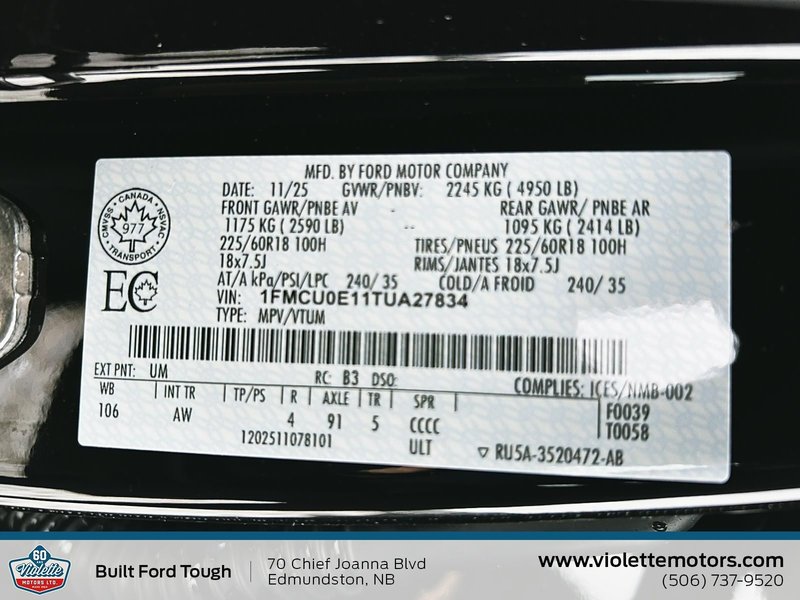 MFD. BY FORD MOTOR COMPANY
DATE: 11/25 GVWR/PNBV: 2245 KG ( 4950 LB)
FRONT GAWR/PNBE AV - REAR GAWR/ PNBE AR
1175 KG ( 2590 LB) -- 1095 KG ( 2414 LB)
225/60R18 100H TIRES/PNEUS 225/60R18 100H
18x7.5J RIMS/JANTES 18x7.5J
AT/A kPa/PSI/LPC 240/ 35 COLD/A FROID 240/ 35
VIN: 1FMCU0E11TUA27834
TYPE: MPV/VTUM
CANADA
CMVSS NSVAC
977
TRANSPORT
EC
EXT PNT: UM RC: B3 DSO: COMPLIES: ICES/NMB-002
WB INT TR TP/PS R AXLE TR SPR F0039
106 AW 4 91 5 CCCC T0058
1202511078101 ULT ▽ RU5A-3520472-AB
60
Violette
MOTORS LTD.
Built Ford Tough
70 Chief Joanna Blvd
Edmundston, NB
www.violettemotors.com
(506) 737-9520